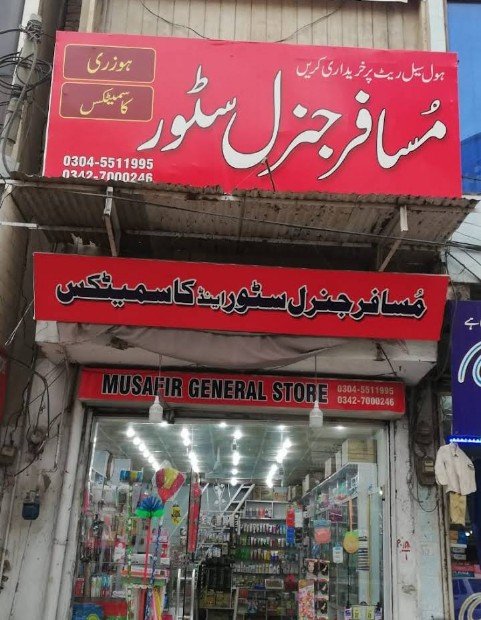 ہول سیل ریٹ پر خریداری کریں
مُسافر جنرل سٹور
ہوزری
کاسمیٹکس
0304-5511995
0342-7000246
مُسافر جنرل سٹور اینڈ کاسمیٹکس
MUSAFIR GENERAL STORE
0304-5511995
0342-7000246